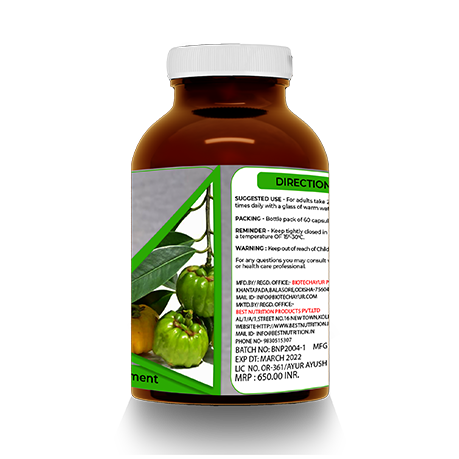 DIRECTION
SUGGESTED USE - For adults take 2
times daily with a glass of warm wate
PACKING - Bottle pack of 60 capsul
REMINDER - Keep tightly closed in
a temperature OF 15°-30°C.
WARNING : Keep out of reach of Child
For any questions you may consult
or health care professional.
MFD.BY/ REGD. OFFICE:- BIOTECHAYUR P
KHANTAPADA,BALASORE,ODISHA-75604
MAIL ID- INFO@BIOTECHAYUR.COM
MKTD.BY/ REGD. OFFICE:-
BEST NUTRITION PRODUCTS PVT.LTD
AL/1/A/1,STREET NO.16 NEW TOWN,KOL
WEBSITE-HTTP://WWW.BESTNUTRITION.
MAIL ID- INFO@BESTNUTRITION.IN
PHONE NO- 9830515307
BATCH NO: BNP2004-1 MFG
EXP DT: MARCH 2022
LIC NO. OR-361/AYUR AYUSH
MRP : 650.00 INR.
ment